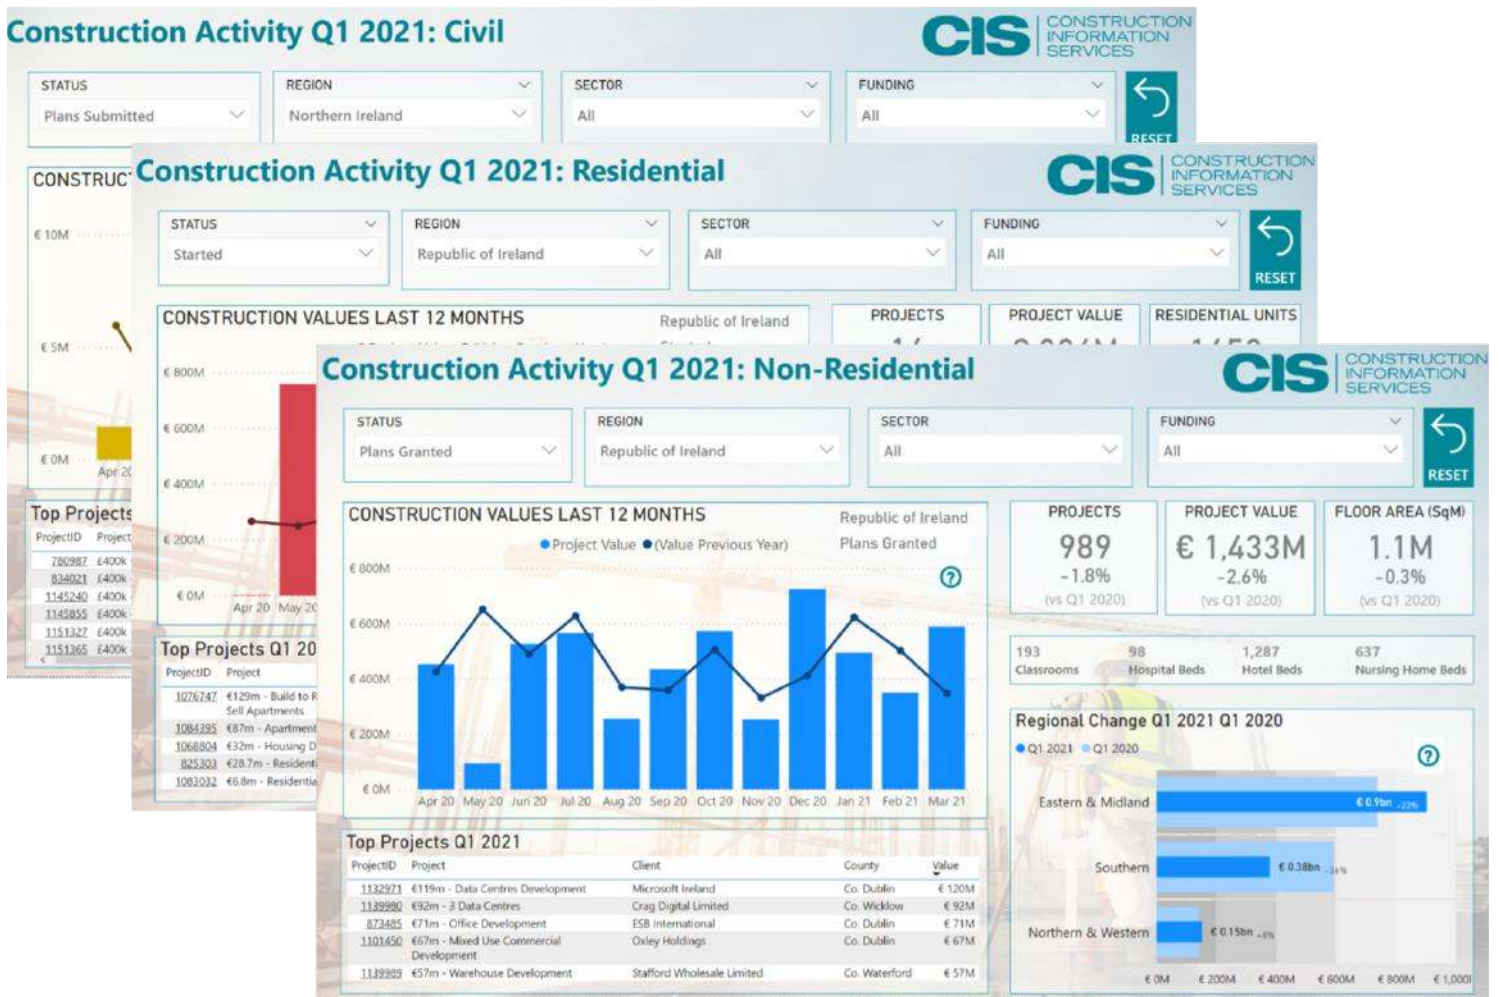 Construction Activity Q1 2021: Civil
CIS CONSTRUCTION
INFORMATION
SERVICES
STATUS
Plans Submitted
REGION
Northern Ireland
SECTOR
All
FUNDING
All
RESET
€ 10M
€ 5M
€ 0M
Top Projects
ProjectID Project
780987 £400k
834021 £400k
1145240 £400k
1145855 £400k
1151327 £400k
1151365 £400k
Construction Activity Q1 2021: Residential
CIS CONSTRUCTION
INFORMATION
SERVICES
STATUS
Started
REGION
Republic of Ireland
SECTOR
All
FUNDING
All
RESET
CONSTRUCTION VALUES LAST 12 MONTHS
Republic of Ireland
PROJECTS
PROJECT VALUE
RESIDENTIAL UNITS
€ 800M
€ 600M
€ 400M
€ 200M
€ 0M
Apr 20 May 20
Top Projects Q1 20
ProjectID Project
1076747 €129m - Build to
Sell Apartments
1084395 €87m - Apartment
1068804 €32m - Housing D
825303 €28.7m - Residenti
1083032 €6.8m - Residentia
Construction Activity Q1 2021: Non-Residential
CIS CONSTRUCTION
INFORMATION
SERVICES
STATUS
Plans Granted
REGION
Republic of Ireland
SECTOR
All
FUNDING
All
RESET
CONSTRUCTION VALUES LAST 12 MONTHS
Republic of Ireland
Plans Granted
Project Value (Value Previous Year)
€ 800M
€ 600M
€ 400M
€ 200M
€ 0M
Apr 20 May 20 Jun 20 Jul 20 Aug 20 Sep 20 Oct 20 Nov 20 Dec 20 Jan 21 Feb 21 Mar 21
PROJECTS
989
-1.8%
(vs Q1 2020)
PROJECT VALUE
€ 1,433M
-2.6%
(vs Q1 2020)
FLOOR AREA (SqM)
1.1M
-0.3%
(vs Q1 2020)
193 98 1,287 637
Classrooms Hospital Beds Hotel Beds Nursing Home Beds
Regional Change Q1 2021 Q1 2020
Q1 2021 Q1 2020
Eastern & Midland € 0.9bn
Southern € 0.38bn
Northern & Western € 0.15bn
€ 0M € 200M € 400M € 600M € 800M € 1,000
Top Projects Q1 2021
ProjectID Project Client County Value
1132971 €119m - Data Centres Development Microsoft Ireland Co. Dublin € 120M
1139980 €92m - 3 Data Centres Crag Digital Limited Co. Wicklow € 92M
873485 €71m - Office Development ESB International Co. Dublin € 71M
1101450 €67m - Mixed Use Commercial Oxley Holdings Co. Dublin € 67M
Development
1139989 €57m - Warehouse Development Stafford Wholesale Limited Co. Waterford € 57M